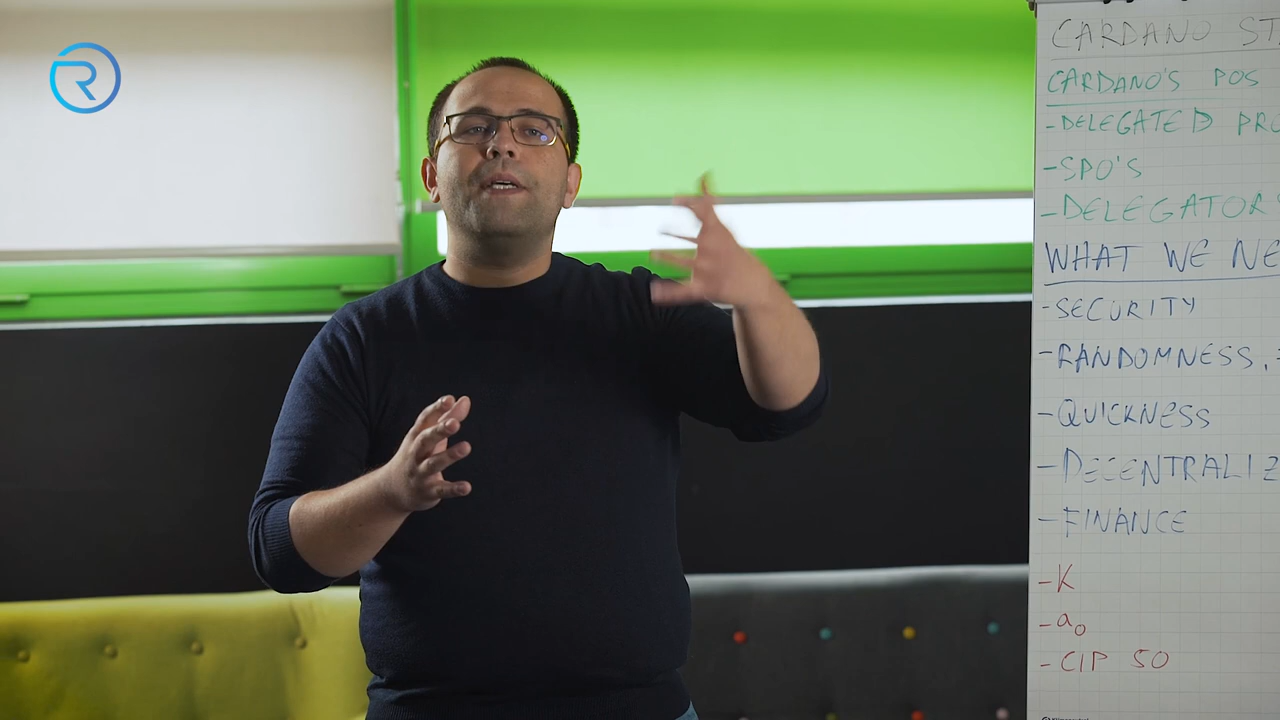 CARDANO ST
CARDANO'S POS
-DELEGATED PRO
-SPO'S
-DELEGATOR'
WHAT WE NE
-SECURITY
-RANDOMNESS,
-QUICKNESS
-DECENTRALIZ
-FINANCE
-K
-a0
-CIP 50
R